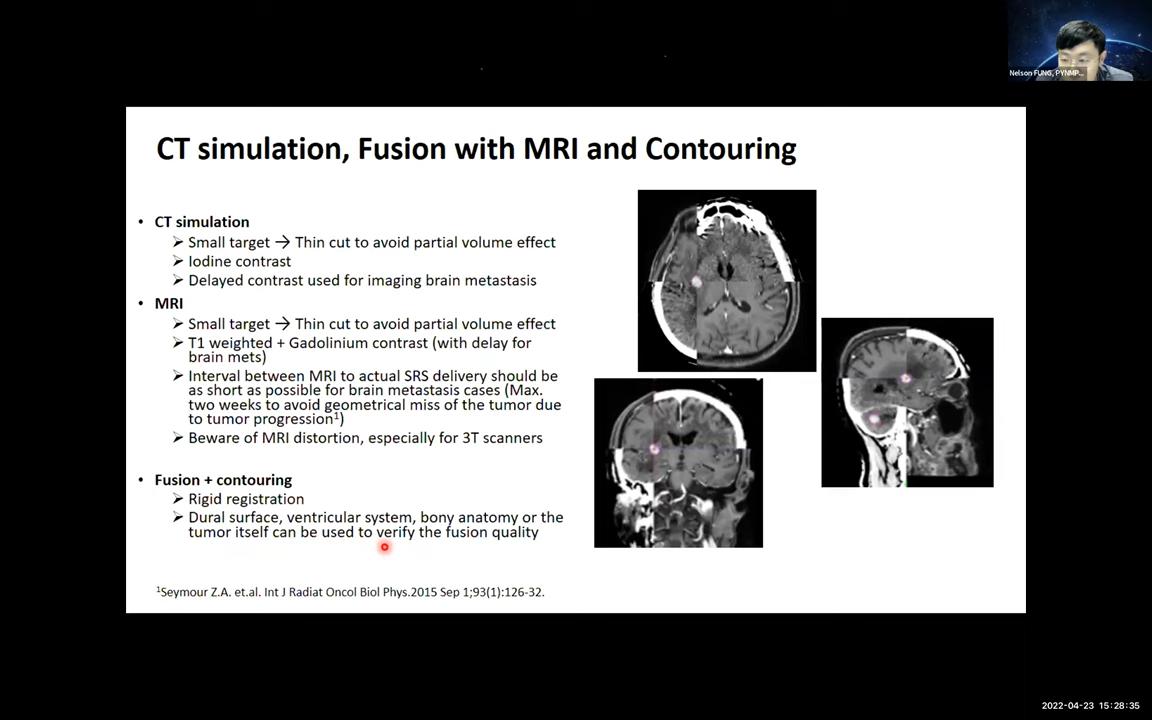 Nelson FUNG, PYNMP...
CT simulation, Fusion with MRI and Contouring
• CT simulation
➢ Small target → Thin cut to avoid partial volume effect
➢ Iodine contrast
➢ Delayed contrast used for imaging brain metastasis
• MRI
➢ Small target → Thin cut to avoid partial volume effect
➢ T1 weighted + Gadolinium contrast (with delay for
brain mets)
➢ Interval between MRI to actual SRS delivery should be
as short as possible for brain metastasis cases (Max.
two weeks to avoid geometrical miss of the tumor due
to tumor progression¹)
➢ Beware of MRI distortion, especially for 3T scanners
• Fusion + contouring
➢ Rigid registration
➢ Dural surface, ventricular system, bony anatomy or the
tumor itself can be used to verify the fusion quality
¹Seymour Z.A. et.al. Int J Radiat Oncol Biol Phys.2015 Sep 1;93(1):126-32.
2022-04-23 15:28:35